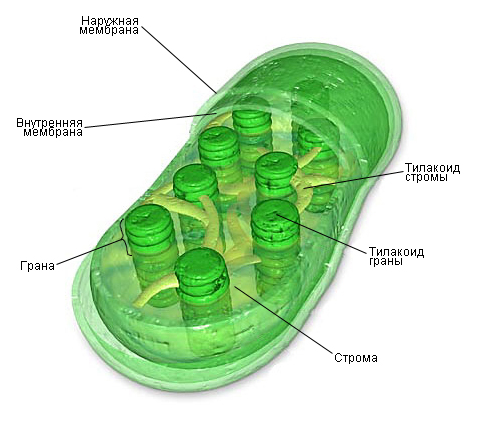 Наружная
мембрана
Внутренняя
мембрана
Тилакоид
стромы
Тилакоид
граны
Грана
Строма